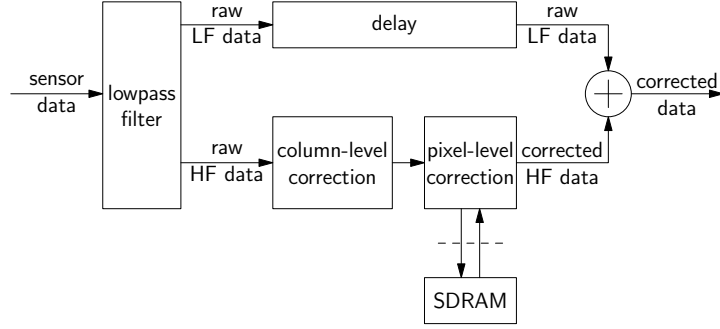 sensor
data
lowpass
filter
raw
LF data
delay
raw
LF data
raw
HF data
column-level
correction
pixel-level
correction
corrected
HF data
corrected
data
SDRAM